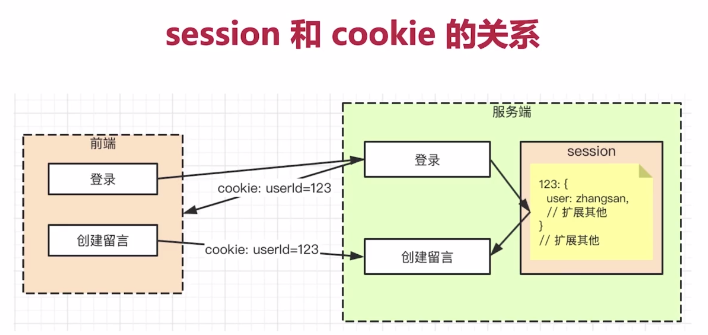 session 和 cookie 的关系
服务端
前端
登录
登录
session
cookie: userId=123
123: {
user: zhangsan,
// 扩展其他
}
// 扩展其他
创建留言
cookie: userId=123
创建留言